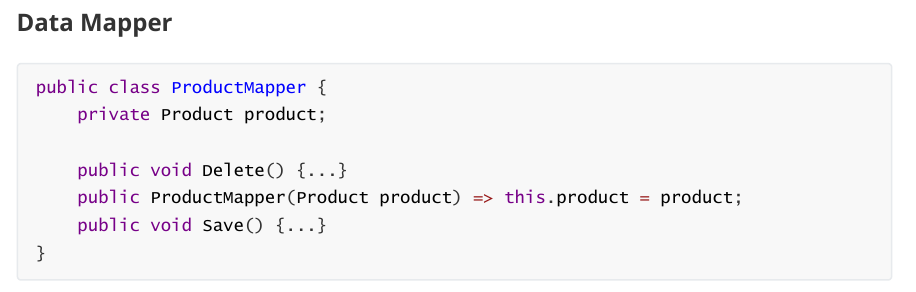 Data Mapper
public class ProductMapper {
private Product product;
public void Delete() {...}
public ProductMapper(Product product) => this.product = product;
public void Save() {...}
}